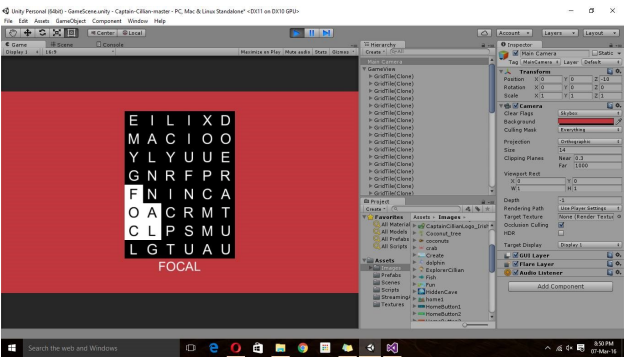 Unity Personal (64bit) - GameScene.unity - Captain-Cillian-master - PC, Mac & Linux Standalone* <DX11 on DX10 GPU>
File Edit Assets GameObject Component Window Help
Center Local
Account Layers Layout
Game Scene Console
Display 1 16:9 Maximize on Play Mute audio Stats Gizmos
E I L I X D
M A C I O O
Y L Y U U E
G N R F P R
F N I N C A
O A C R M T
C L P S M U
L G T U A U
FOCAL
Hierarchy
Create
Main Camera
GameView
GridTile(Clone)
GridTile(Clone)
GridTile(Clone)
GridTile(Clone)
GridTile(Clone)
GridTile(Clone)
GridTile(Clone)
GridTile(Clone)
GridTile(Clone)
GridTile(Clone)
GridTile(Clone)
GridTile(Clone)
GridTile(Clone)
GridTile(Clone)
Project
Create
Favorites
All Material
All Models
All Prefabs
All Scripts
Assets
Images
Prefabs
Scenes
Scripts
Streaming
Textures
Assets Images
CaptainCillianLogo_Irish
Coconut_tree
coconuts
crab
Create
dolphin
ExplorerCillian
Fish
Fun
HiddenCave
home1
HomeButton1
HomeButton2
Inspector
Main Camera Static
Tag MainCamera Layer Default
Transform
Position X 0 Y 0 Z -10
Rotation X 0 Y 0 Z 0
Scale X 1 Y 1 Z 1
Camera
Clear Flags Skybox
Background
Culling Mask Everything
Projection Orthographic
Size 14
Clipping Planes Near 0.3
Far 1000
Viewport Rect
X 0 Y 0
W 1 H 1
Depth -1
Rendering Path Use Player Settings
Target Texture None (Render Textu
Occlusion Culling
HDR
Target Display Display 1
GUI Layer
Flare Layer
Audio Listener
Add Component
Search the web and Windows
8:50 PM
07-Mar-16